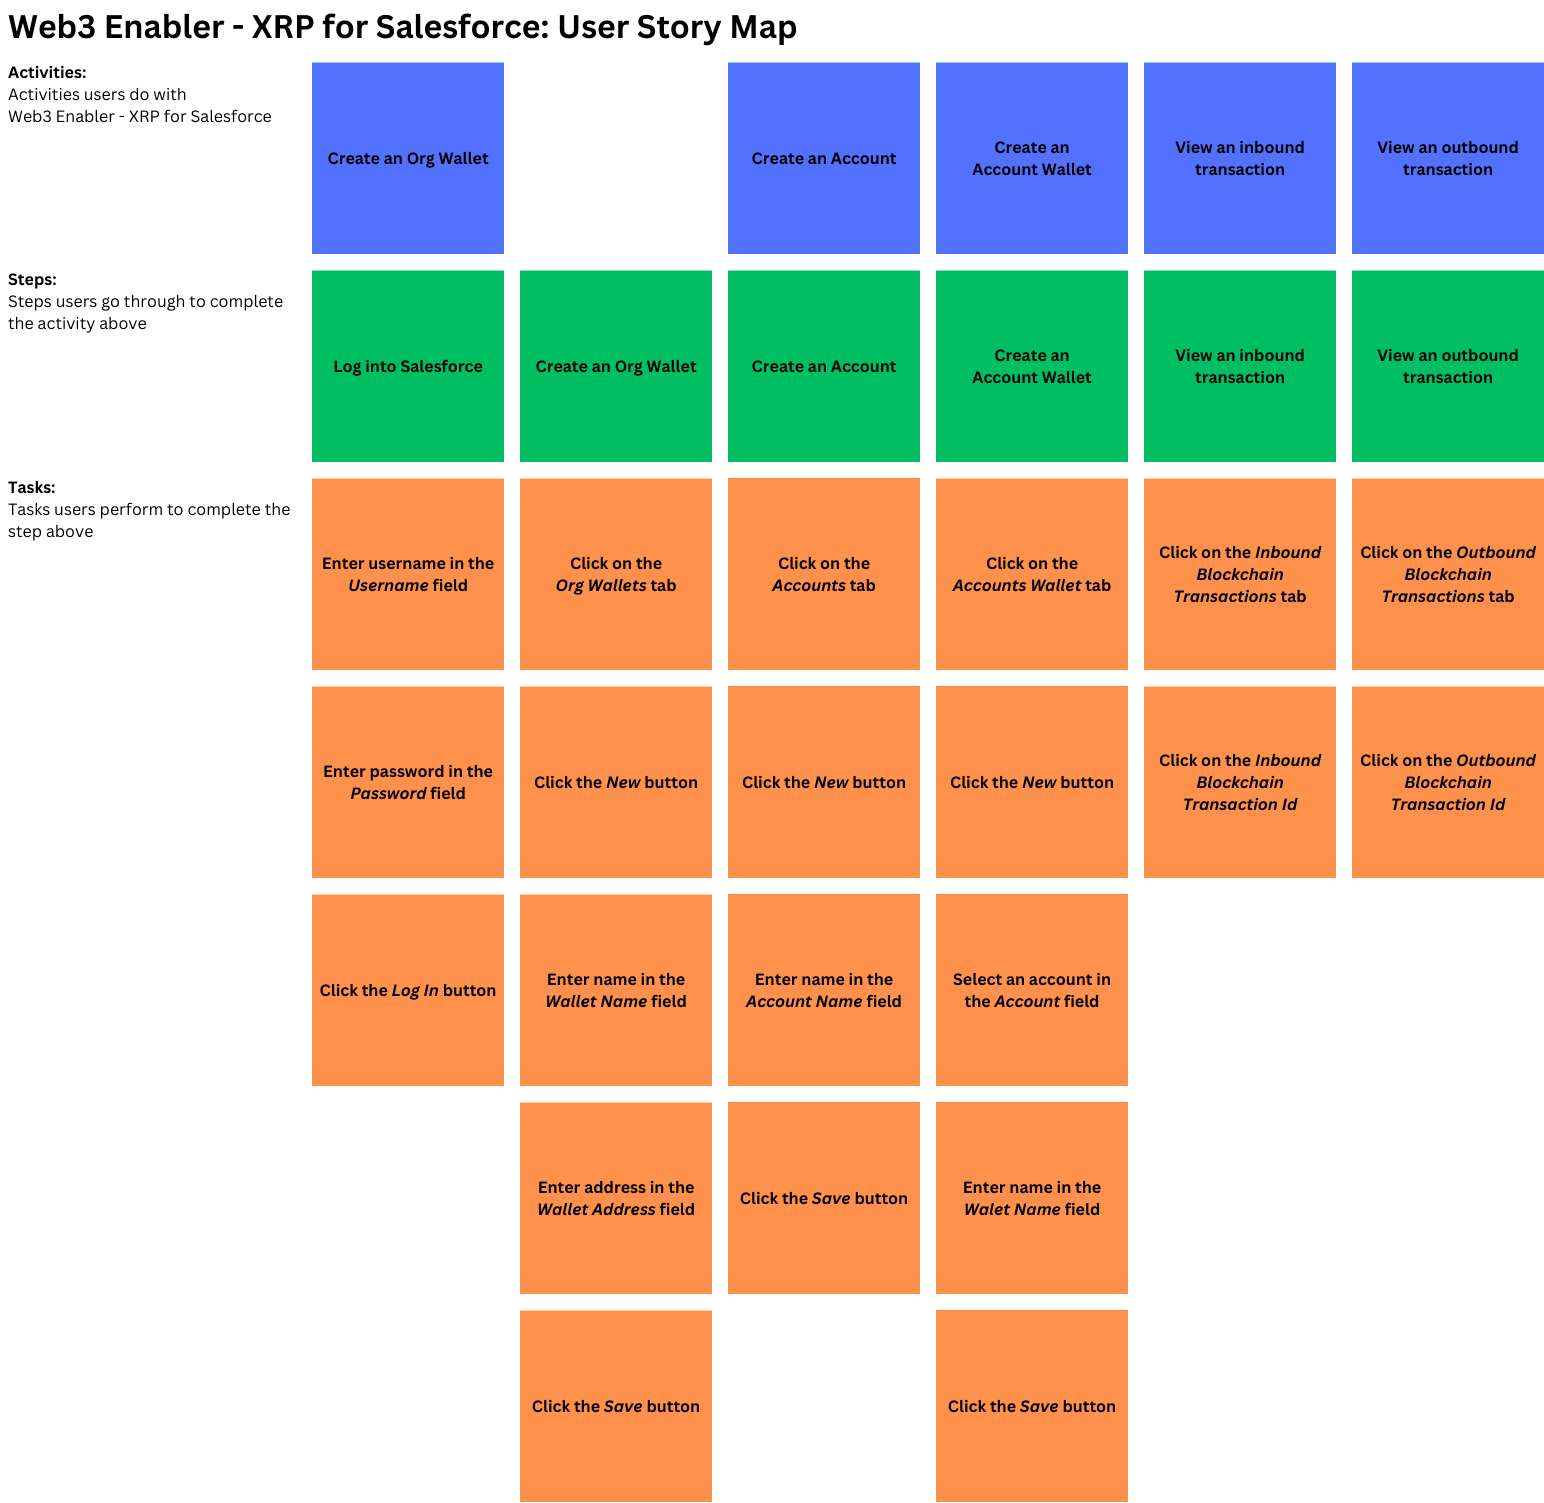 Web3 Enabler - XRP for Salesforce: User Story Map
Activities:
Activities users do with
Web3 Enabler - XRP for Salesforce
Create an Org Wallet
Create an Account
Create an
Account Wallet
View an inbound
transaction
View an outbound
transaction
Steps:
Steps users go through to complete
the activity above
Log into Salesforce
Create an Org Wallet
Create an Account
Create an
Account Wallet
View an inbound
transaction
View an outbound
transaction
Tasks:
Tasks users perform to complete the
step above
Enter username in the
Username field
Click on the
Org Wallets tab
Click on the
Accounts tab
Click on the
Accounts Wallet tab
Click on the Inbound
Blockchain
Transactions tab
Click on the Outbound
Blockchain
Transactions tab
Enter password in the
Password field
Click the New button
Click the New button
Click the New button
Click on the Inbound
Blockchain
Transaction Id
Click on the Outbound
Blockchain
Transaction Id
Click the Log In button
Enter name in the
Wallet Name field
Enter name in the
Account Name field
Select an account in
the Account field
Enter address in the
Wallet Address field
Click the Save button
Enter name in the
Walet Name field
Click the Save button
Click the Save button